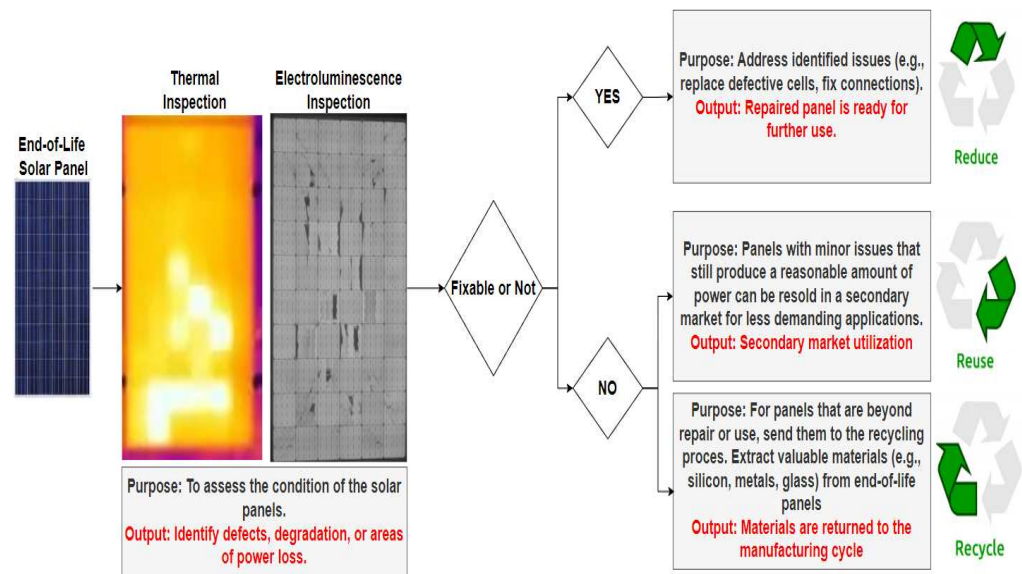 End-of-Life
Solar Panel
Thermal
Inspection
Electroluminescence
Inspection
Purpose: To assess the condition of the solar
panels.
Output: Identify defects, degradation, or areas
of power loss.
Fixable or Not
YES
Purpose: Address identified issues (e.g.,
replace defective cells, fix connections).
Output: Repaired panel is ready for
further use.
Reduce
NO
Purpose: Panels with minor issues that
still produce a reasonable amount of
power can be resold in a secondary
market for less demanding applications.
Output: Secondary market utilization
Reuse
Purpose: For panels that are beyond
repair or use, send them to the recycling
proces. Extract valuable materials (e.g.,
silicon, metals, glass) from end-of-life
panels
Output: Materials are returned to the
manufacturing cycle
Recycle